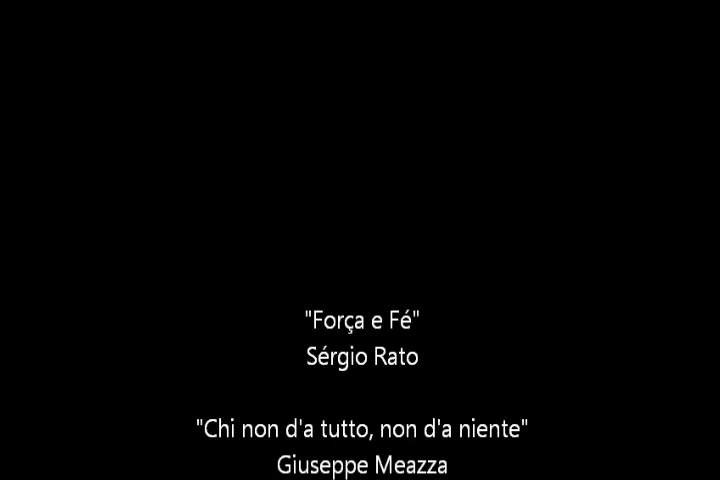 "Força e Fé"
Sérgio Rato
"Chi non d'a tutto, non d'a niente"
Giuseppe Meazza